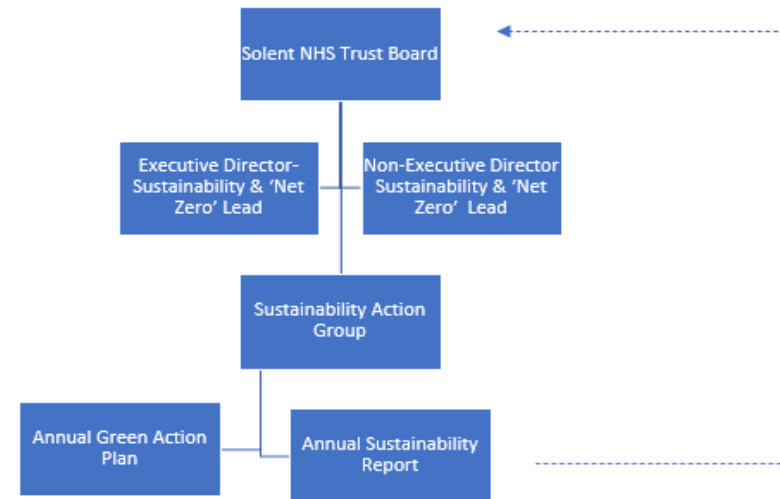 Solent NHS Trust Board
Executive Director-
Sustainability & ‘Net
Zero’ Lead
Non-Executive Director
Sustainability & ‘Net
Zero’ Lead
Sustainability Action
Group
Annual Green Action
Plan
Annual Sustainability
Report